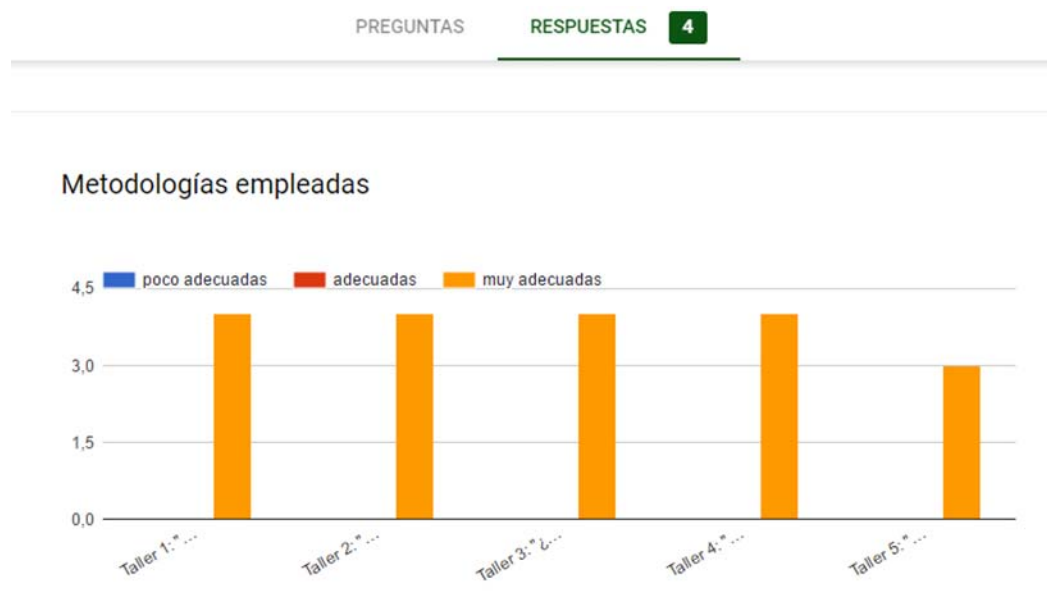 PREGUNTAS RESPUESTAS 4
Metodologías empleadas
poco adecuadas adecuadas muy adecuadas
4,5
3,0
1,5
0,0
Taller 1: "... Taller 2: "... Taller 3: "¿... Taller 4: "... Taller 5: "...